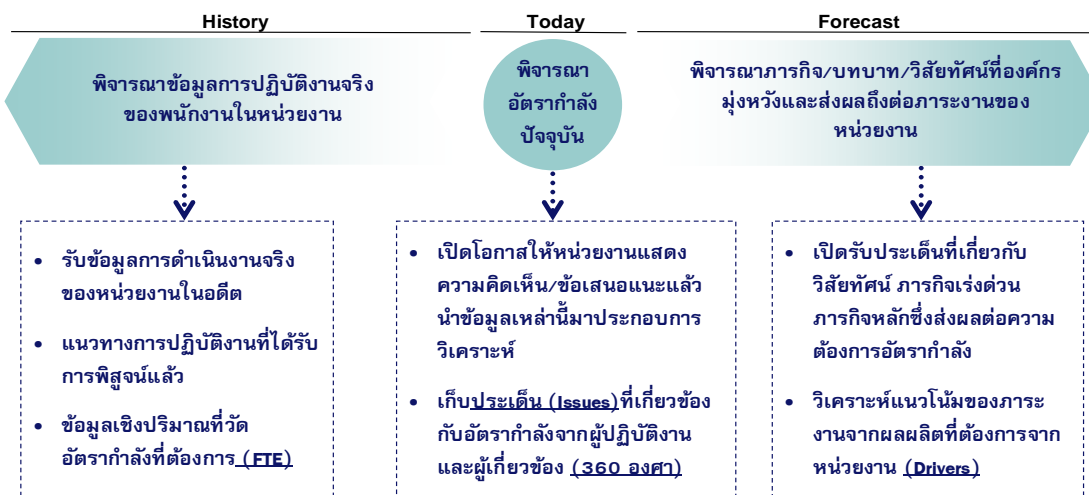 History
Today
Forecast
พิจารณาข้อมูลการปฏิบัติงานจริง
ของพนักงานในหน่วยงาน
พิจารณา
อัตรากำลัง
ปัจจุบัน
พิจารณาภารกิจ/บทบาท/วิสัยทัศน์ที่องค์กร
มุ่งหวังและส่งผลถึงต่อภาระงานของ
หน่วยงาน
• รับข้อมูลการดำเนินงานจริง
ของหน่วยงานในอดีต
• แนวทางการปฏิบัติงานที่ได้รับ
การพิสูจน์แล้ว
• ข้อมูลเชิงปริมาณที่วัด
อัตรากำลังที่ต้องการ (FTE)
• เปิดโอกาสให้หน่วยงานแสดง
ความคิดเห็น/ข้อเสนอแนะแล้ว
นำข้อมูลเหล่านี้มาประกอบการ
วิเคราะห์
• เก็บประเด็น (Issues)ที่เกี่ยวข้อง
กับอัตรากำลังจากผู้ปฏิบัติงาน
และผู้เกี่ยวข้อง (360 องศา)
• เปิดรับประเด็นที่เกี่ยวกับ
วิสัยทัศน์ ภารกิจเร่งด่วน
ภารกิจหลักซึ่งส่งผลต่อความ
ต้องการอัตรากำลัง
• วิเคราะห์แนวโน้มของภาระ
งานจากผลผลิตที่ต้องการจาก
หน่วยงาน (Drivers)